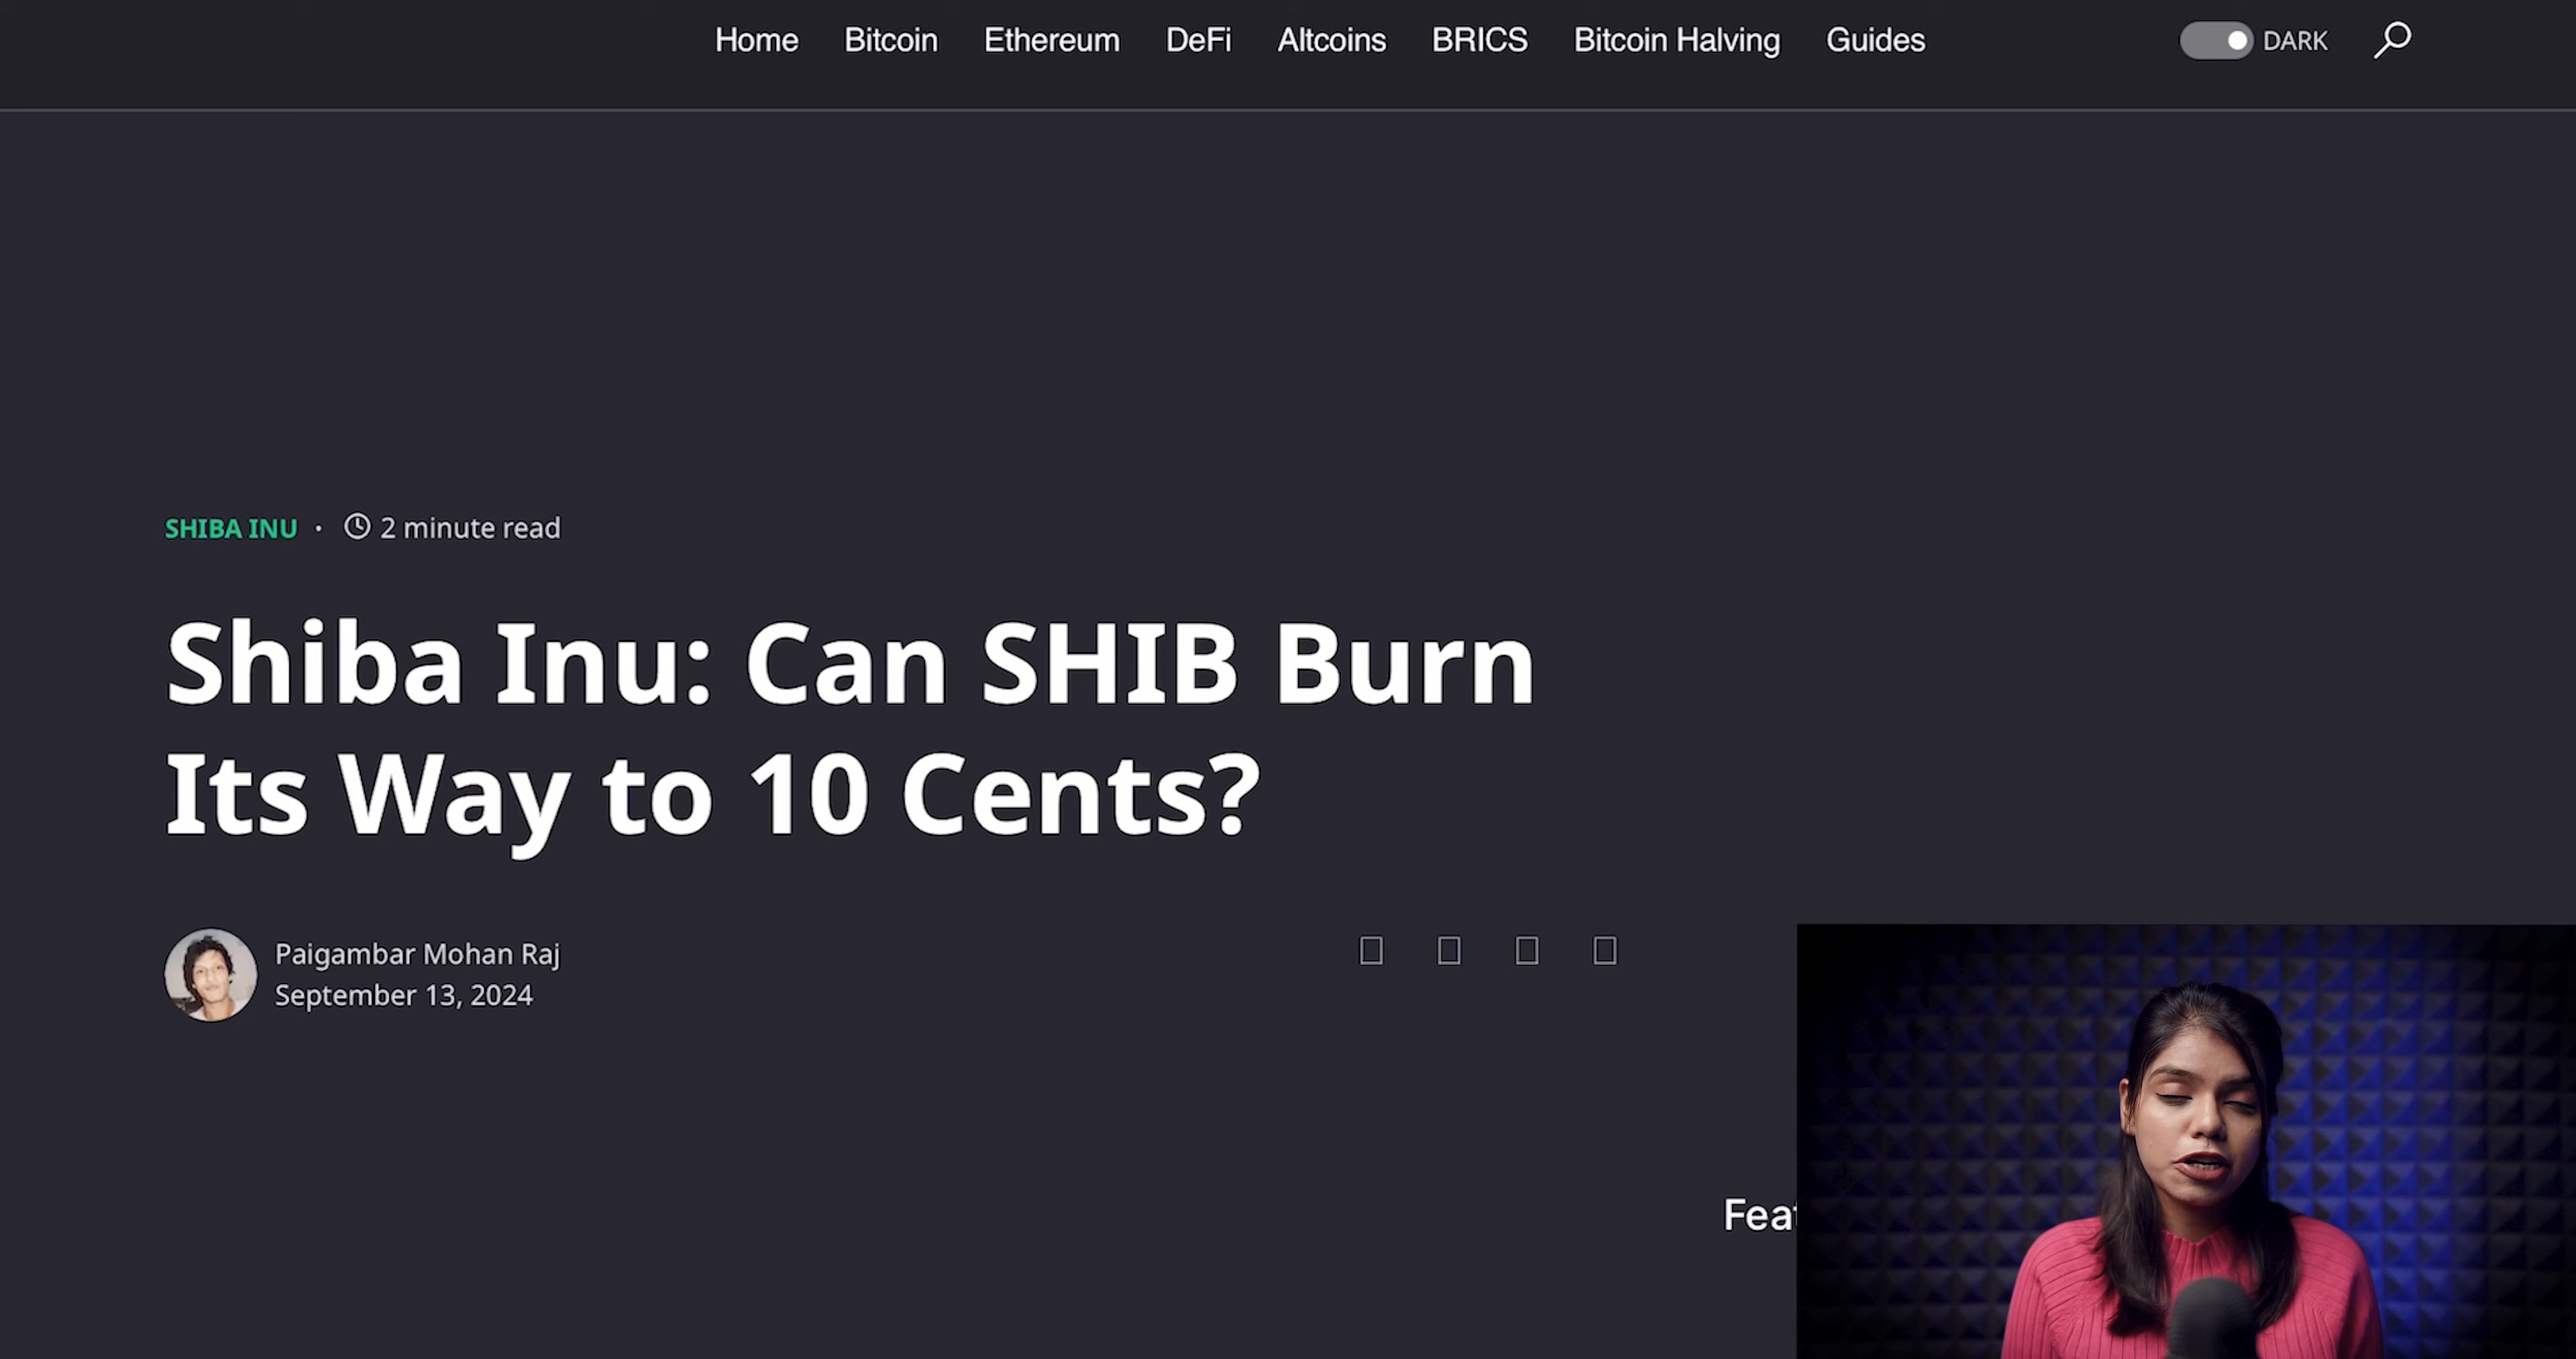 Home Bitcoin Ethereum DeFi Altcoins BRICS Bitcoin Halving Guides DARK
SHIBA INU · 2 minute read
Shiba Inu: Can SHIB Burn
Its Way to 10 Cents?
Paigambar Mohan Raj
September 13, 2024